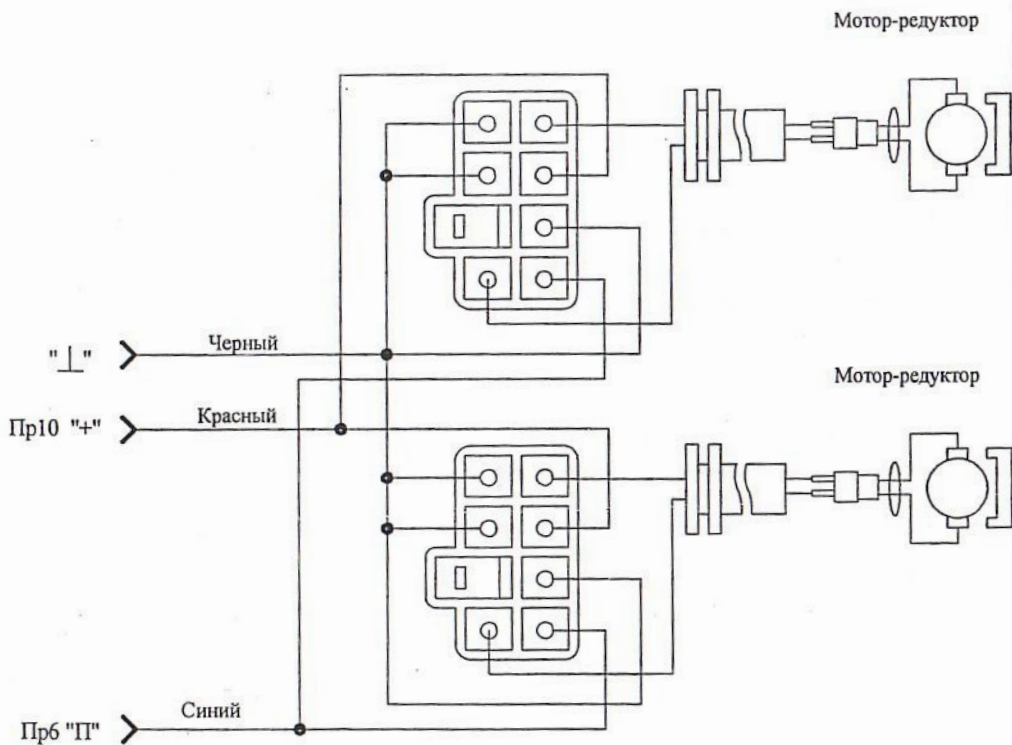 Мотор-редуктор
"⊥" Черный
Мотор-редуктор
Пр10 "+" Красный
Пр6 "П" Синий